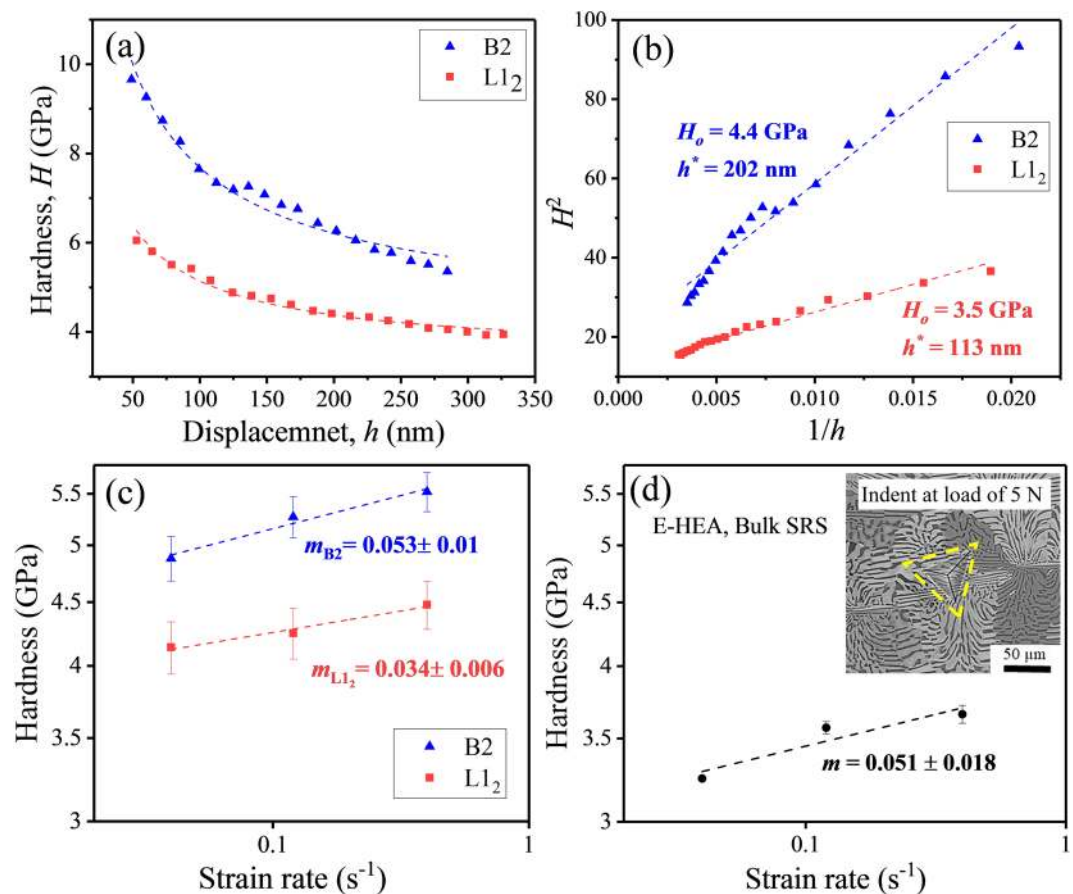 (a)
B2
L1₂
10
8
6
4
50 100 150 200 250 300 350
Hardness, H (GPa)
Displacemnet, h (nm)
(b)
100
80
60
40
20
0.000 0.005 0.010 0.015 0.020
H²
1/h
Hₒ = 4.4 GPa
h* = 202 nm
B2
L1₂
Hₒ = 3.5 GPa
h* = 113 nm
(c)
5.5
5
4.5
4
3.5
3
0.1 1
Hardness (GPa)
Strain rate (s⁻¹)
m_B2 = 0.053± 0.01
m_L1₂ = 0.034± 0.006
B2
L1₂
(d)
E-HEA, Bulk SRS
Indent at load of 5 N
50 µm
5.5
5
4.5
4
3.5
3
0.1 1
Hardness (GPa)
Strain rate (s⁻¹)
m = 0.051 ± 0.018